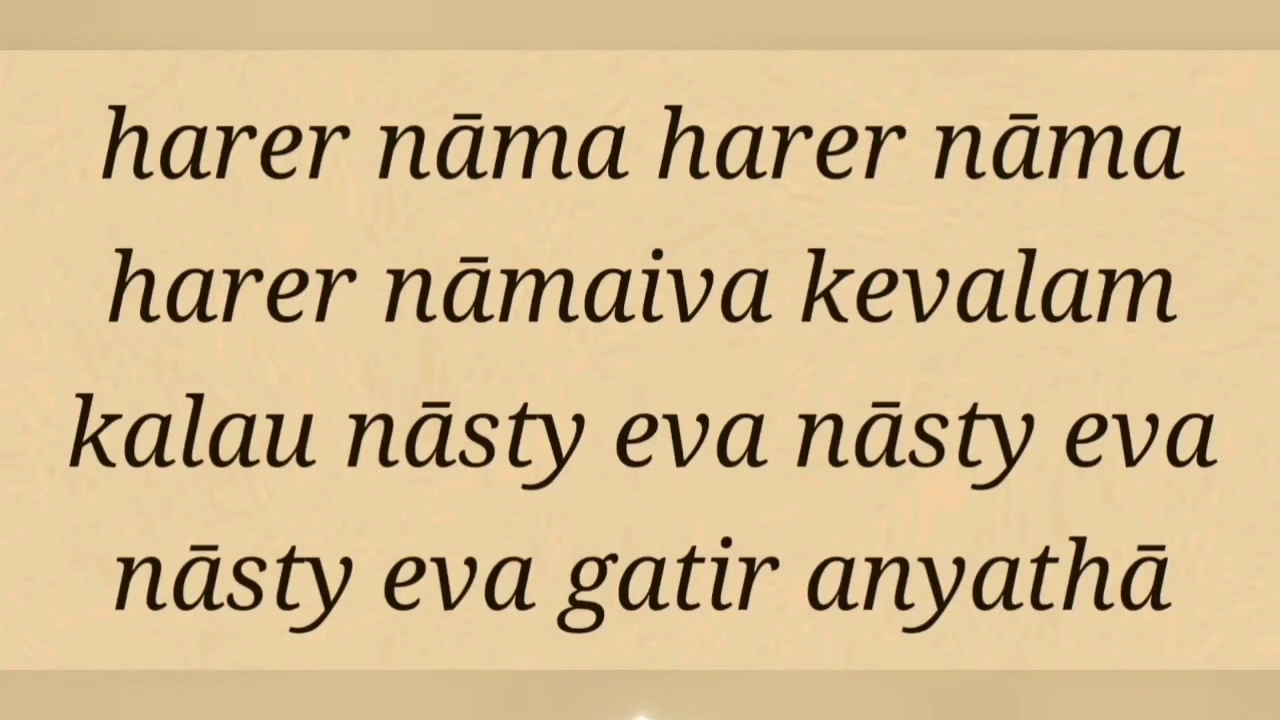 harer nāma harer nāma
harer nāmaiva kevalam
kalau nāsty eva nāsty eva
nāsty eva gatir anyathā